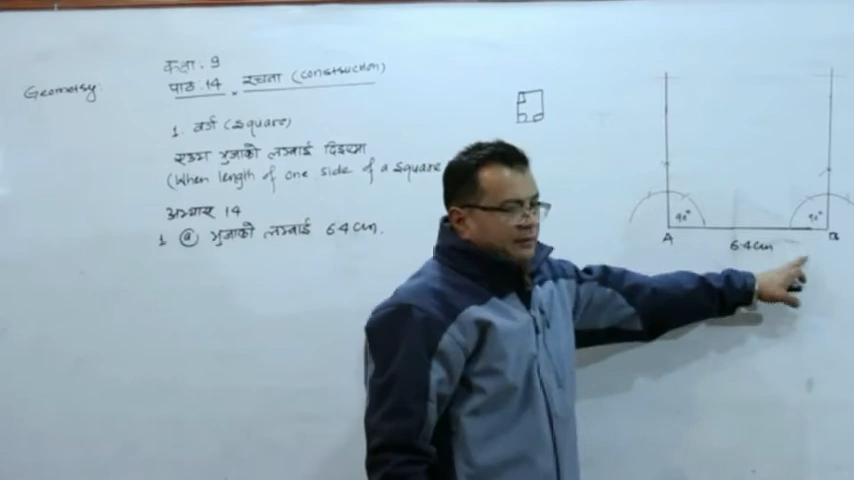 कक्षा. 9
Geometry:
पाठ. 14 रचना (construction)
1. वर्ग (square)
एउटा भुजाको लम्बाई दिइएमा
(When length of one side of a square
अभ्यास 14
1 (a) भुजाको लम्बाई 6.4 cm.
90°
90°
A
B
6.4 cm